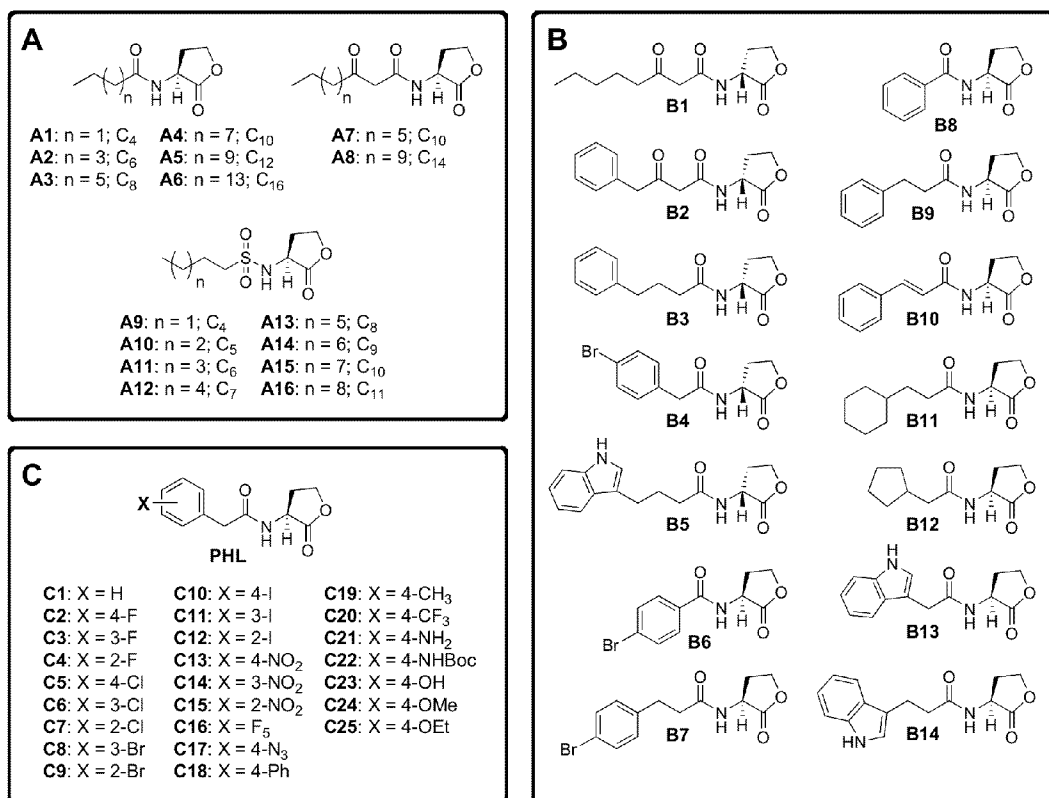 A
O
O
N
H
H
O
n
O
O
O
N
H
H
O
n
A1: n = 1; C₄ A4: n = 7; C₁₀ A7: n = 5; C₁₀
A2: n = 3; C₆ A5: n = 9; C₁₂ A8: n = 9; C₁₄
A3: n = 5; C₈ A6: n = 13; C₁₆
O
O
S
N
H
H
O
O
n
A9: n = 1; C₄ A13: n = 5; C₈
A10: n = 2; C₅ A14: n = 6; C₉
A11: n = 3; C₆ A15: n = 7; C₁₀
A12: n = 4; C₇ A16: n = 8; C₁₁
B
O O O
N H H O
B1
O O
N H H O
B8
O O O
N H H O
B2
O O
N H H O
B9
O O
N H H O
B3
O O
N H H O
B10
Br O O
N H H O
B4
O O
N H H O
B11
H N O O
N H H O
B5
O O
N H H O
B12
O O
N H H O
Br
B6
H N O O
N H H O
B13
O O
N H H O
Br
B7
O O
N H H O
HN
B14
C
X
O
O
N
H
H
O
PHL
C1: X = H C10: X = 4-I C19: X = 4-CH₃
C2: X = 4-F C11: X = 3-I C20: X = 4-CF₃
C3: X = 3-F C12: X = 2-I C21: X = 4-NH₂
C4: X = 2-F C13: X = 4-NO₂ C22: X = 4-NHBoc
C5: X = 4-Cl C14: X = 3-NO₂ C23: X = 4-OH
C6: X = 3-Cl C15: X = 2-NO₂ C24: X = 4-OMe
C7: X = 2-Cl C16: X = F₅ C25: X = 4-OEt
C8: X = 3-Br C17: X = 4-N₃
C9: X = 2-Br C18: X = 4-Ph